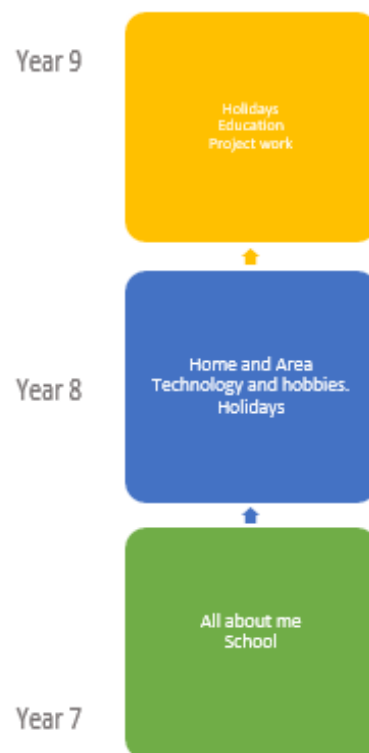 Year 9
Holidays
Education
Project work
Year 8
Home and Area
Technology and hobbies.
Holidays
All about me
School
Year 7